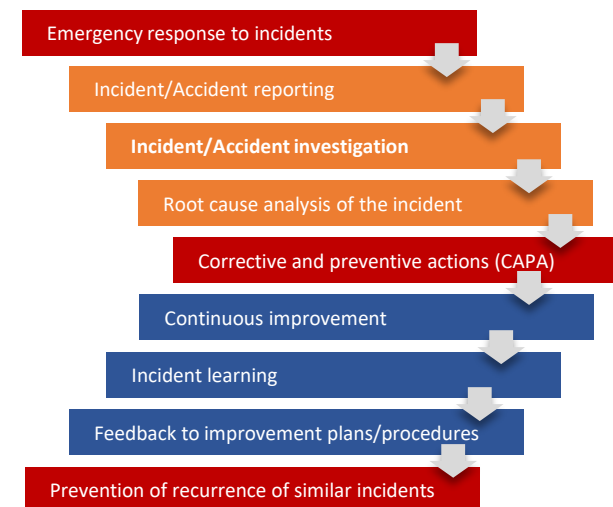 Emergency response to incidents
Incident/Accident reporting
Incident/Accident investigation
Root cause analysis of the incident
Corrective and preventive actions (CAPA)
Continuous improvement
Incident learning
Feedback to improvement plans/procedures
Prevention of recurrence of similar incidents